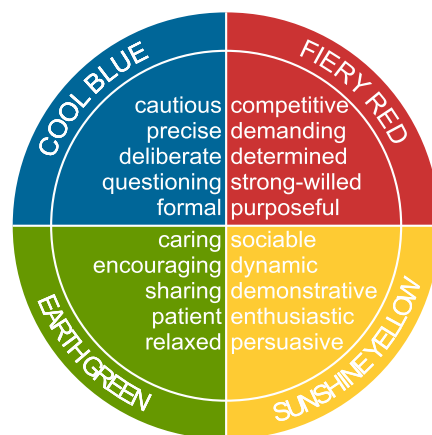 COOL BLUE
cautious
precise
deliberate
questioning
formal
FIERY RED
competitive
demanding
determined
strong-willed
purposeful
EARTH GREEN
caring
encouraging
sharing
patient
relaxed
SUNSHINE YELLOW
sociable
dynamic
demonstrative
enthusiastic
persuasive